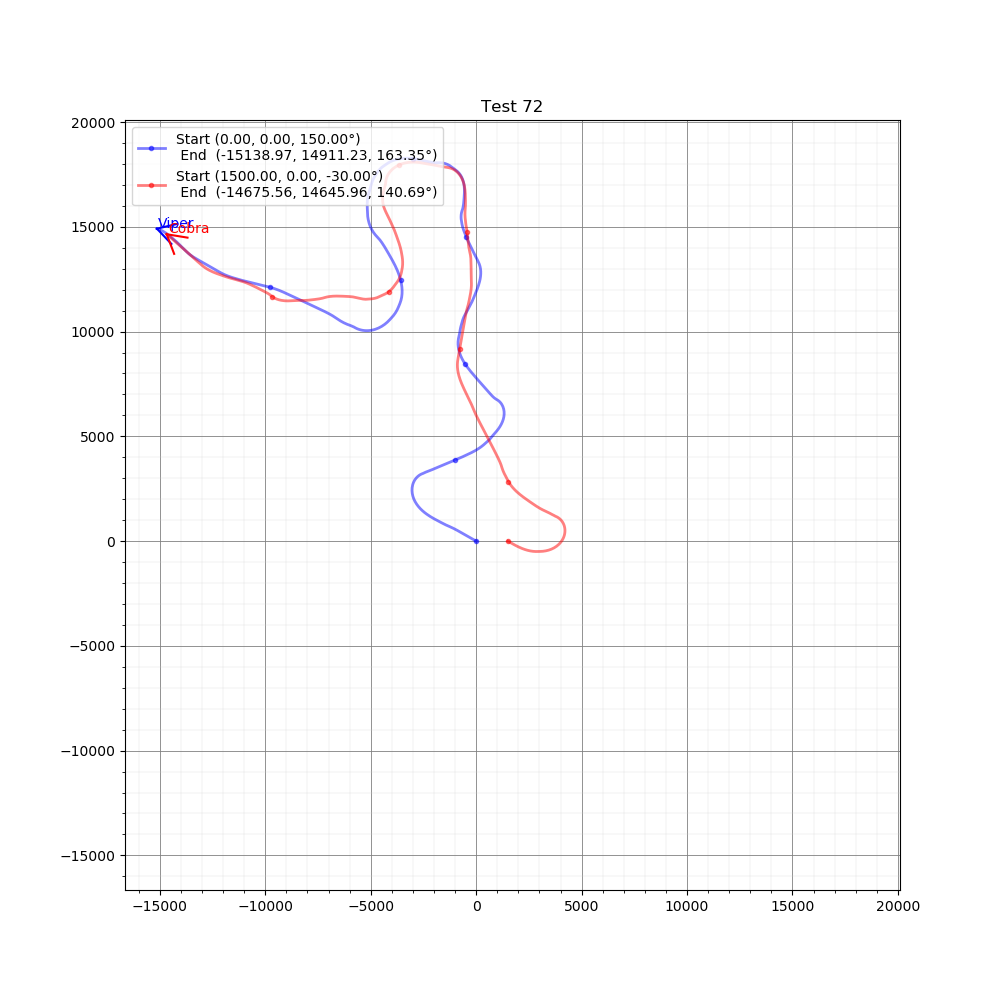 Test 72
20000
15000
10000
5000
0
−5000
−10000
−15000
Start (0.00, 0.00, 150.00°)
End (-15138.97, 14911.23, 163.35°)
Start (1500.00, 0.00, -30.00°)
End (-14675.56, 14645.96, 140.69°)
Viper
Cobra
−15000 −10000 −5000 0 5000 10000 15000 20000